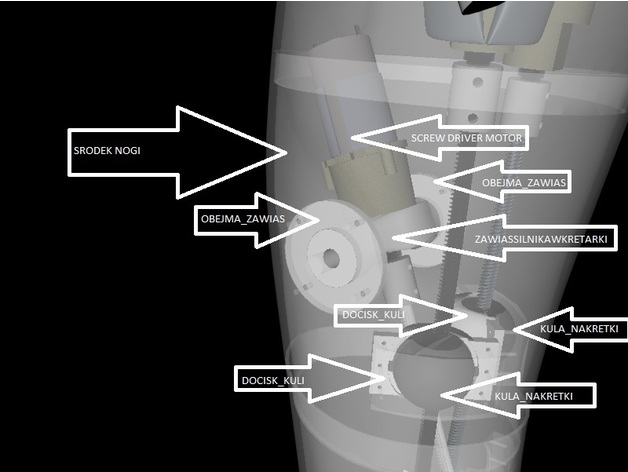 SCREW DRIVER MOTOR
SRODEK NOGI
OBEJMA_ZAWIAS
OBEJMA_ZAWIAS
ZAWIASSILNIKAWKRETARKI
DOCISK_KULI
KULA_NAKRETKI
DOCISK_KULI
KULA_NAKRETKI